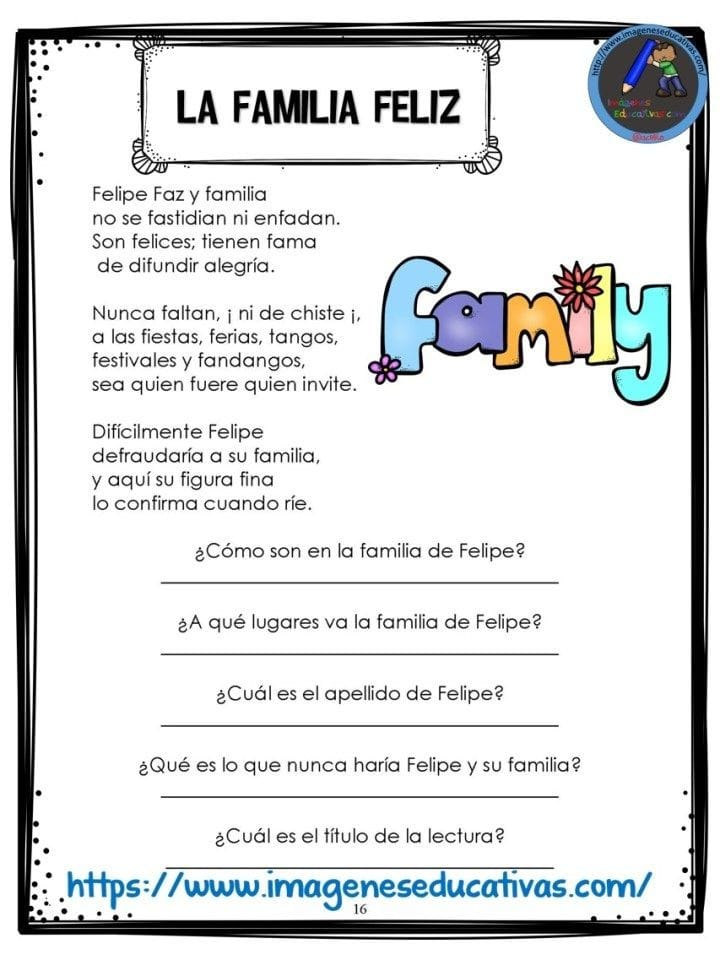 http://www.imageneseducativas.com/
Imágenes
Educativas.com
LA FAMILIA FELIZ
Felipe Faz y familia
no se fastidian ni enfadan.
Son felices; tienen fama
de difundir alegría.
Nunca faltan, ¡ ni de chiste ¡,
a las fiestas, ferias, tangos,
festivales y fandangos,
sea quien fuere quien invite.
family
Difícilmente Felipe
defraudaría a su familia,
y aquí su figura fina
lo confirma cuando ríe.
¿Cómo son en la familia de Felipe?
¿A qué lugares va la familia de Felipe?
¿Cuál es el apellido de Felipe?
¿Qué es lo que nunca haría Felipe y su familia?
¿Cuál es el título de la lectura?
https://www.imageneseducativas.com/
16